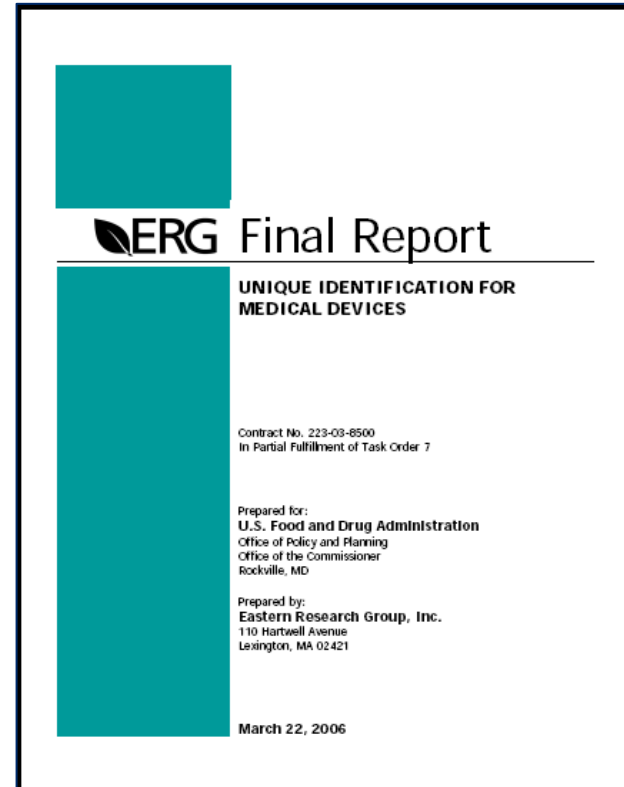 ERG Final Report
UNIQUE IDENTIFICATION FOR
MEDICAL DEVICES
Contract No. 223-03-8500
In Partial Fulfillment of Task Order 7
Prepared for:
U.S. Food and Drug Administration
Office of Policy and Planning
Office of the Commissioner
Rockville, MD
Prepared by:
Eastern Research Group, Inc.
110 Hartwell Avenue
Lexington, MA 02421
March 22, 2006